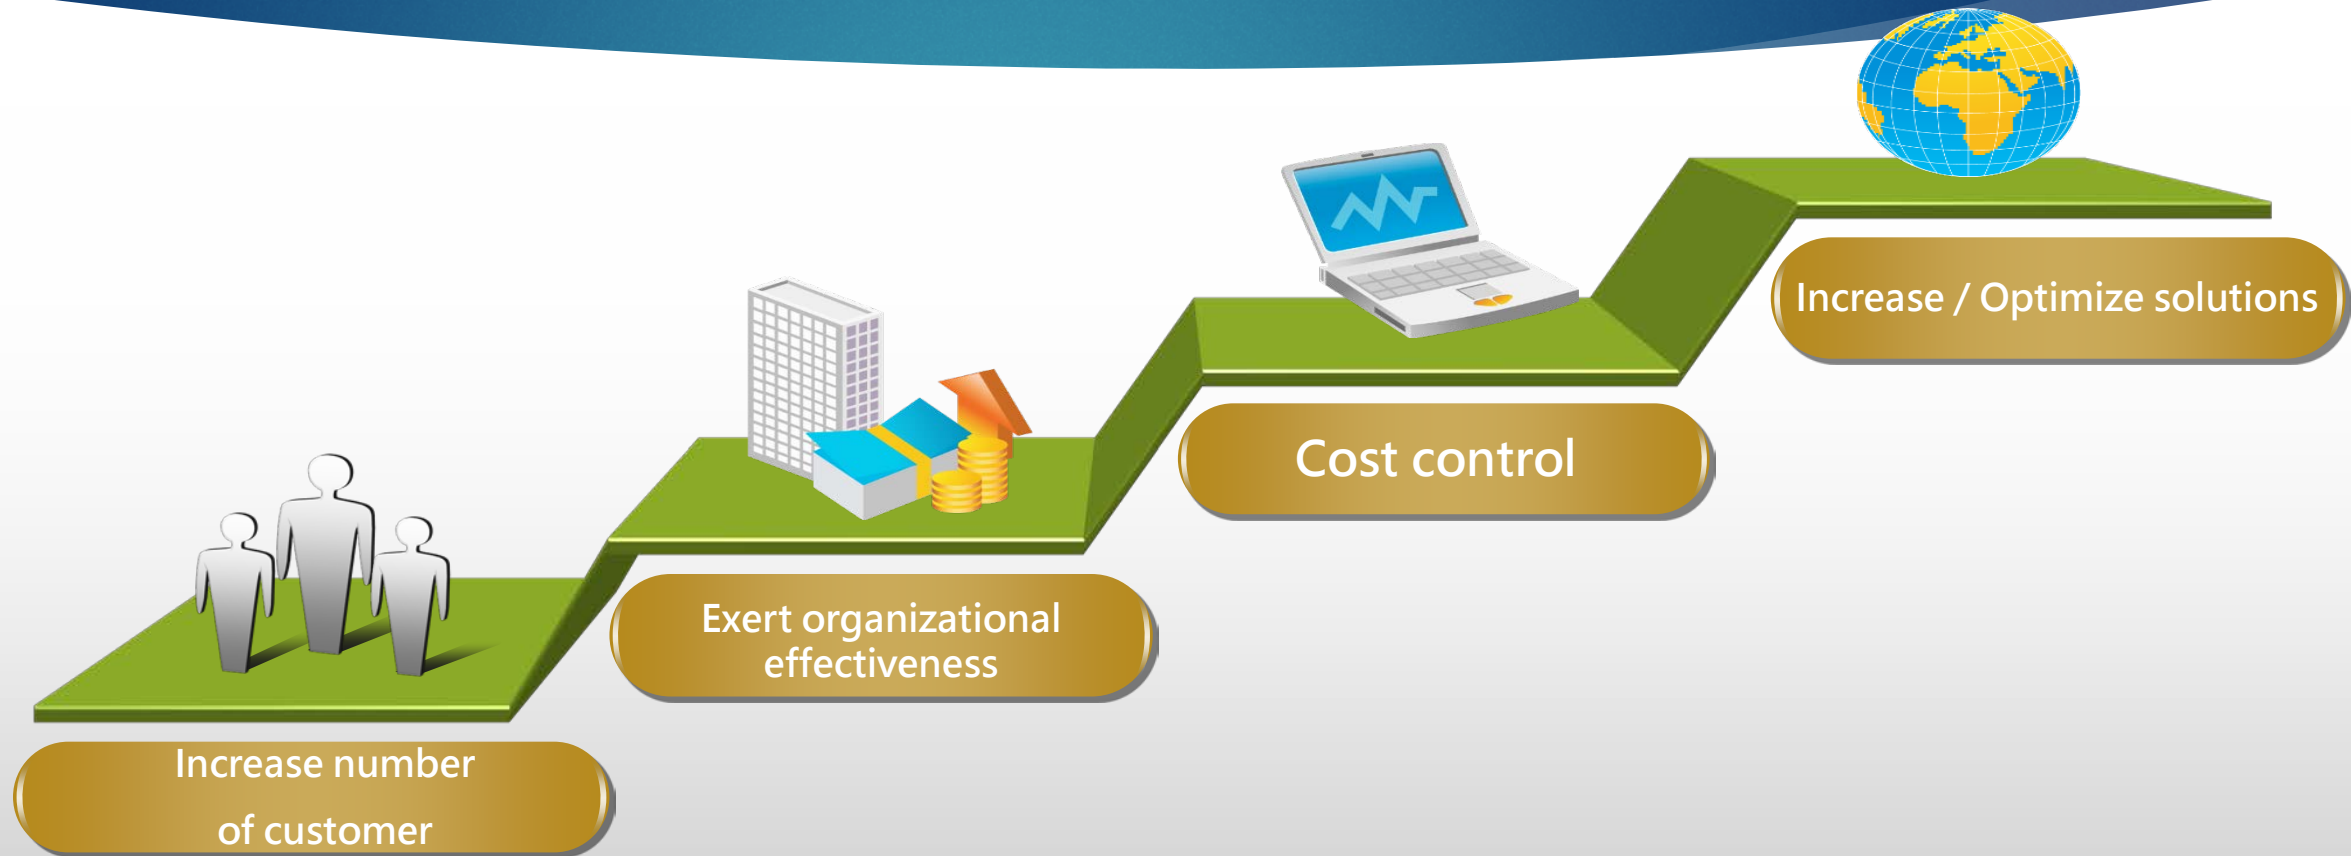 Increase number
of customer
Exert organizational
effectiveness
Cost control
Increase / Optimize solutions